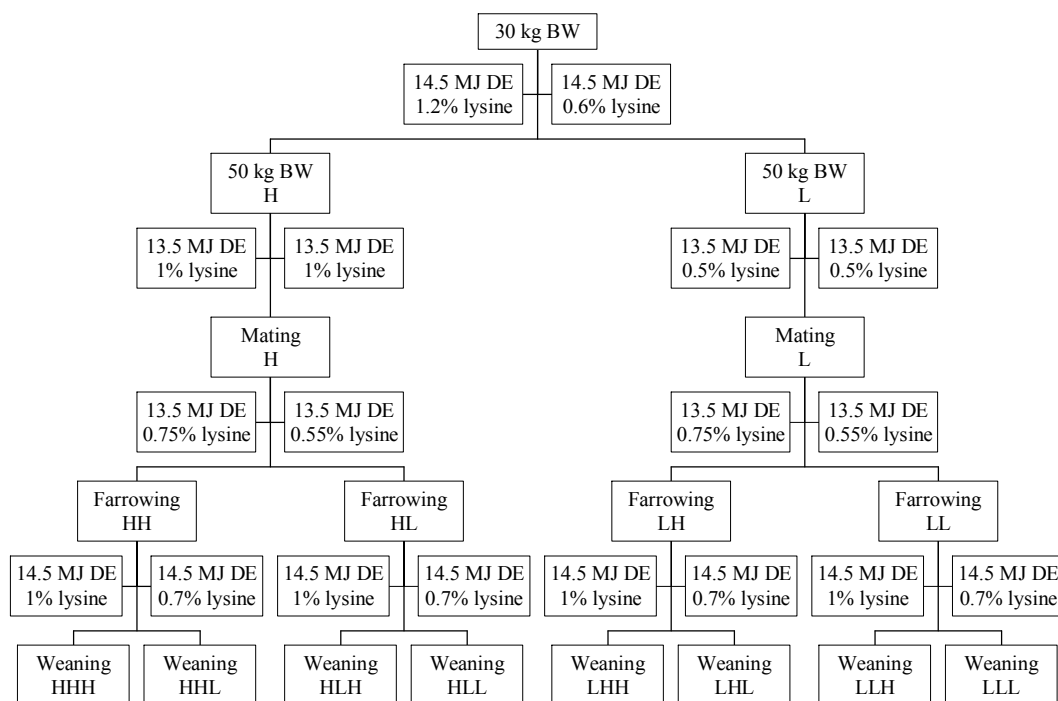 30 kg BW
14.5 MJ DE
1.2% lysine
14.5 MJ DE
0.6% lysine
50 kg BW
H
50 kg BW
L
13.5 MJ DE
1% lysine
13.5 MJ DE
1% lysine
13.5 MJ DE
0.5% lysine
13.5 MJ DE
0.5% lysine
Mating
H
Mating
L
13.5 MJ DE
0.75% lysine
13.5 MJ DE
0.55% lysine
13.5 MJ DE
0.75% lysine
13.5 MJ DE
0.55% lysine
Farrowing
HH
Farrowing
HL
Farrowing
LH
Farrowing
LL
14.5 MJ DE
1% lysine
14.5 MJ DE
0.7% lysine
14.5 MJ DE
1% lysine
14.5 MJ DE
0.7% lysine
14.5 MJ DE
1% lysine
14.5 MJ DE
0.7% lysine
14.5 MJ DE
1% lysine
14.5 MJ DE
0.7% lysine
Weaning
HHH
Weaning
HHL
Weaning
HLH
Weaning
HLL
Weaning
LHH
Weaning
LHL
Weaning
LLH
Weaning
LLL